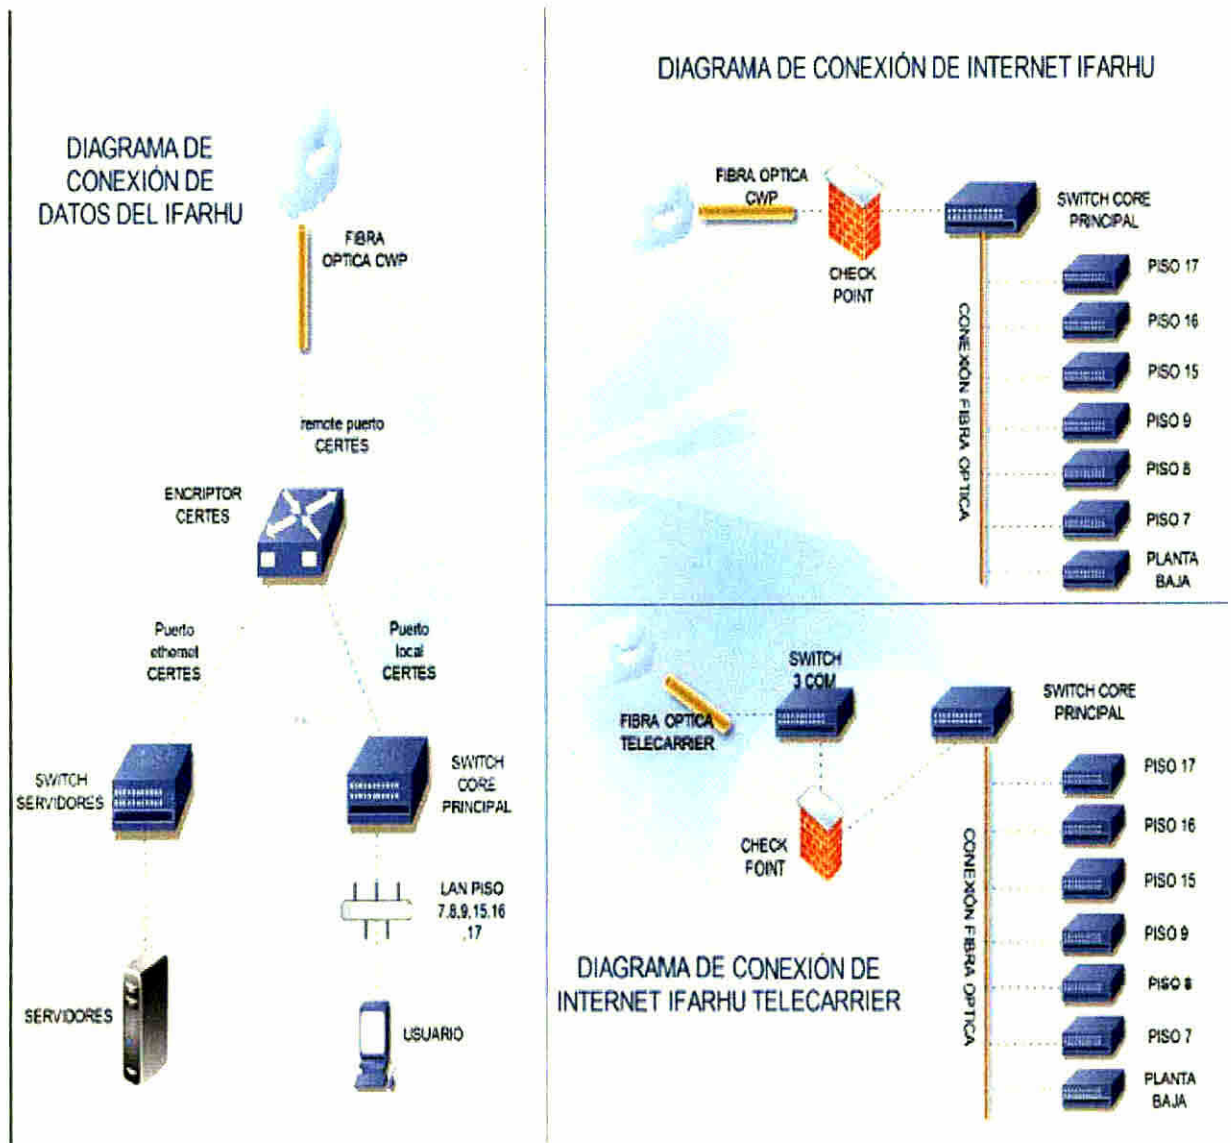 DIAGRAMA DE
CONEXIÓN DE
DATOS DEL IFARHU
FIBRA
OPTICA CWP
remote puerto
CERTES
ENCRIPTOR
CERTES
Puerto
ethernet
CERTES
Puerto
local
CERTES
SWITCH
SERVIDORES
SWITCH
CORE
PRINCIPAL
LAN PISO
7,8,9,15,16
,17
SERVIDORES
USUARIO
DIAGRAMA DE CONEXIÓN DE INTERNET IFARHU
FIBRA OPTICA
CWP
CHECK
POINT
SWITCH CORE
PRINCIPAL
CONEXIÓN FIBRA OPTICA
PISO 17
PISO 16
PISO 15
PISO 9
PISO 8
PISO 7
PLANTA
BAJA
FIBRA OPTICA
TELECARRIER
SWITCH
3 COM
CHECK
POINT
SWITCH CORE
PRINCIPAL
CONEXIÓN FIBRA OPTICA
PISO 17
PISO 16
PISO 15
PISO 9
PISO 8
PISO 7
PLANTA
BAJA
DIAGRAMA DE CONEXIÓN DE
INTERNET IFARHU TELECARRIER